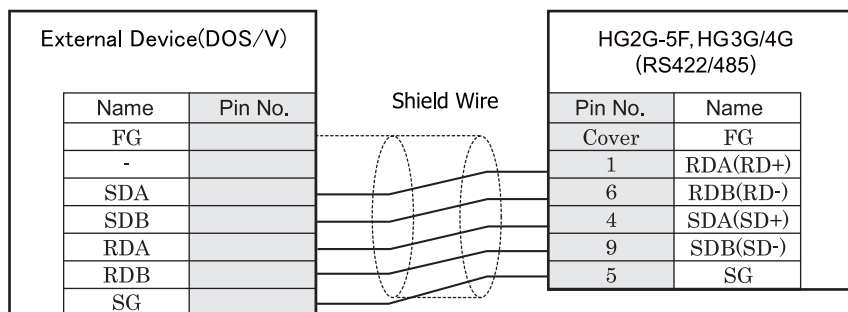 External Device(DOS/V)
Name Pin No.
FG
-
SDA
SDB
RDA
RDB
SG
Shield Wire
HG2G-5F, HG3G/4G
(RS422/485)
Pin No. Name
Cover FG
1 RDA(RD+)
6 RDB(RD-)
4 SDA(SD+)
9 SDB(SD-)
5 SG